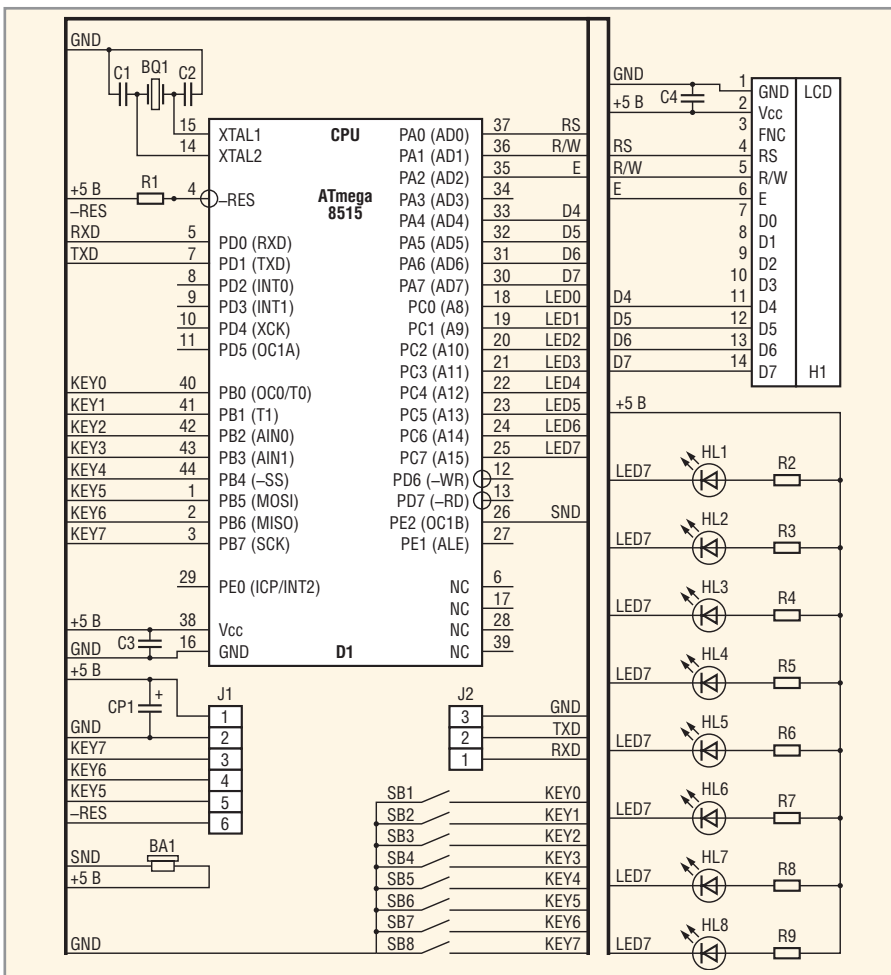 GND
C1 BQ1 C2
15 XTAL1 CPU PA0 (AD0) 37 RS
14 XTAL2 PA1 (AD1) 36 R/W
PA2 (AD2) 35 E
+5 В R1 4 –RES ATmega PA3 (AD3) 34
–RES 8515 PA4 (AD4) 33 D4
RXD 5 PD0 (RXD) PA5 (AD5) 32 D5
TXD 7 PD1 (TXD) PA6 (AD6) 31 D6
8 PD2 (INT0) PA7 (AD7) 30 D7
9 PD3 (INT1) PC0 (A8) 18 LED0
10 PD4 (XCK) PC1 (A9) 19 LED1
11 PD5 (OC1A) PC2 (A10) 20 LED2
PC3 (A11) 21 LED3
KEY0 40 PB0 (OC0/T0) PC4 (A12) 22 LED4
KEY1 41 PB1 (T1) PC5 (A13) 23 LED5
KEY2 42 PB2 (AIN0) PC6 (A14) 24 LED6
KEY3 43 PB3 (AIN1) PC7 (A15) 25 LED7
KEY4 44 PB4 (–SS) PD6 (–WR) 12
KEY5 1 PB5 (MOSI) PD7 (–RD) 13
KEY6 2 PB6 (MISO) PE2 (OC1B) 26 SND
KEY7 3 PB7 (SCK) PE1 (ALE) 27
29 PE0 (ICP/INT2) NC 6
NC 17
+5 В 38 Vcc NC 28
C3
GND 16 GND D1 NC 39
+5 В
CP1 + J1
1
GND 2
KEY7 3
KEY6 4
KEY5 5
–RES 6
J2
3 GND
2 TXD
1 RXD
SND BA1
+5 В
GND
SB1 KEY0
SB2 KEY1
SB3 KEY2
SB4 KEY3
SB5 KEY4
SB6 KEY5
SB7 KEY6
SB8 KEY7
GND 1 GND LCD
+5 В C4 2 Vcc
3 FNC
RS 4 RS
R/W 5 R/W
E 6 E
7 D0
8 D1
9 D2
10 D3
D4 11 D4
D5 12 D5
D6 13 D6
D7 14 D7 H1
+5 В
LED7 HL1 R2
LED7 HL2 R3
LED7 HL3 R4
LED7 HL4 R5
LED7 HL5 R6
LED7 HL6 R7
LED7 HL7 R8
LED7 HL8 R9